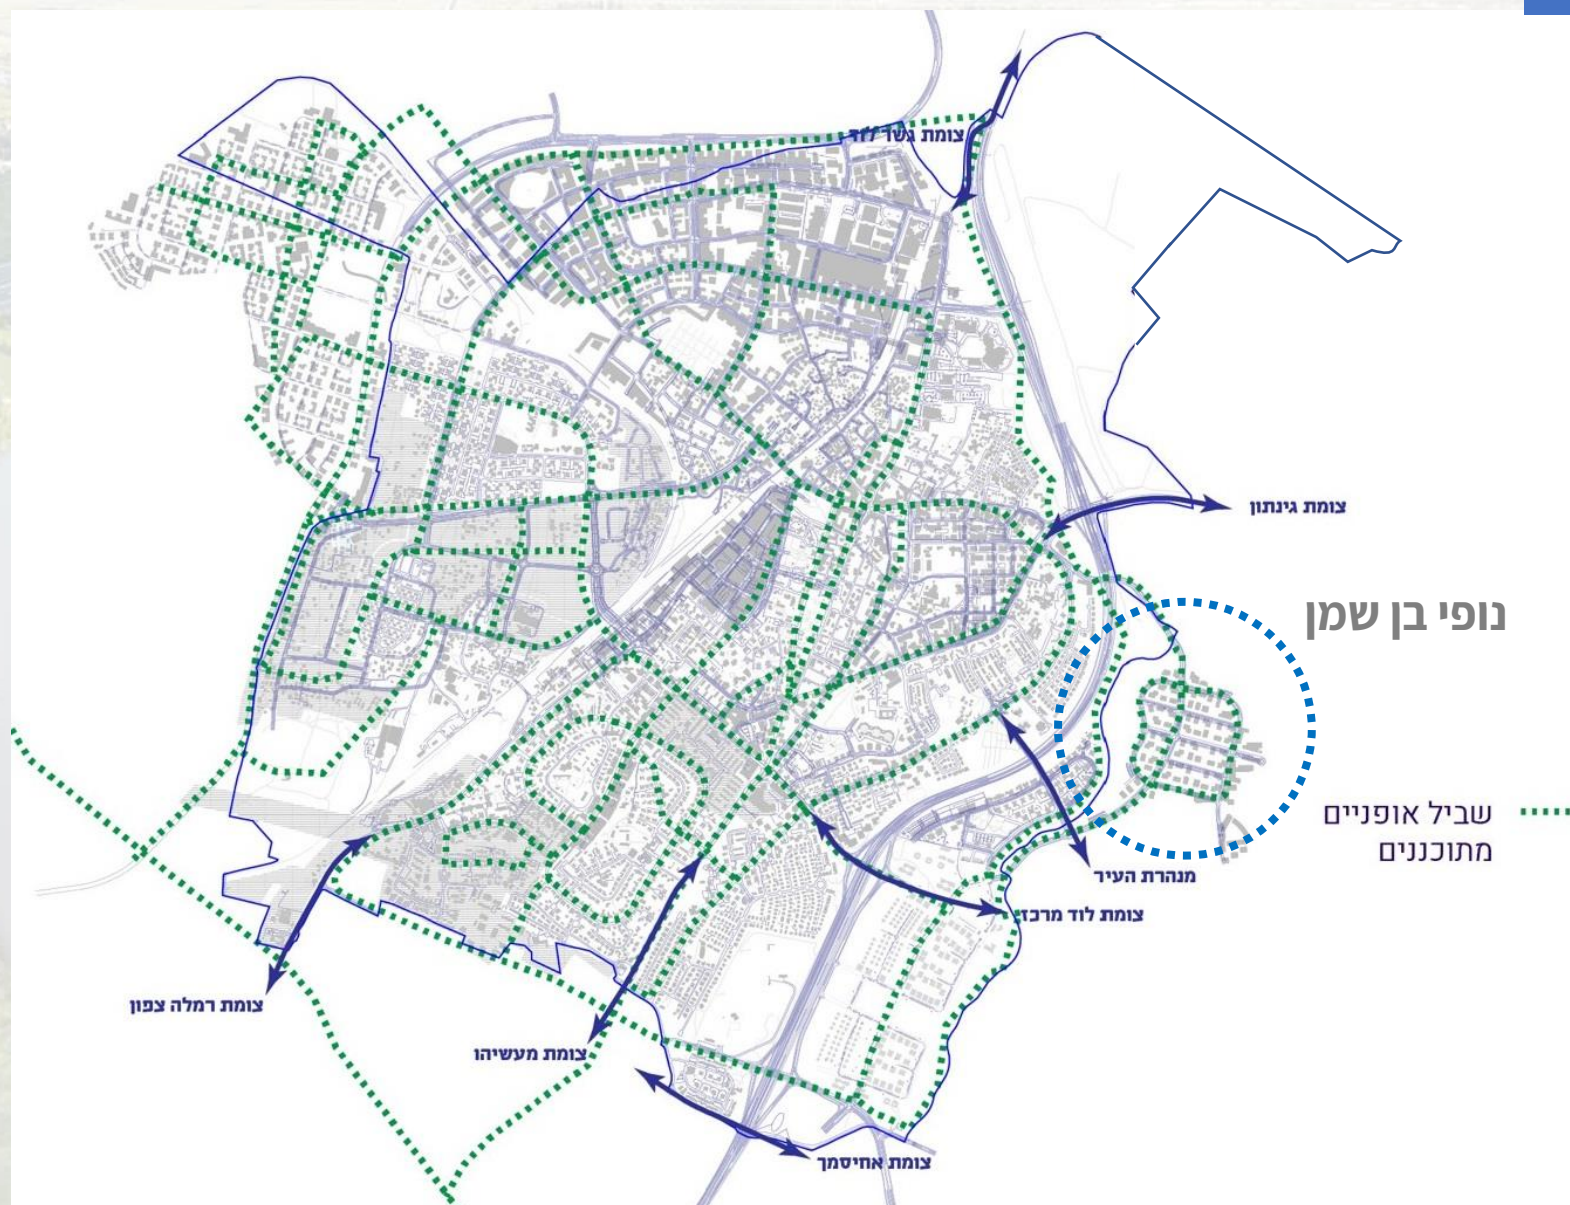 צומת גשר לוד
צומת גינתון
נופי בן שמן
שביל אופניים
מתוכננים
מנהרת העיר
צומת לוד מרכז
צומת רמלה צפון
צומת מעשיהו
צומת אחיסמך